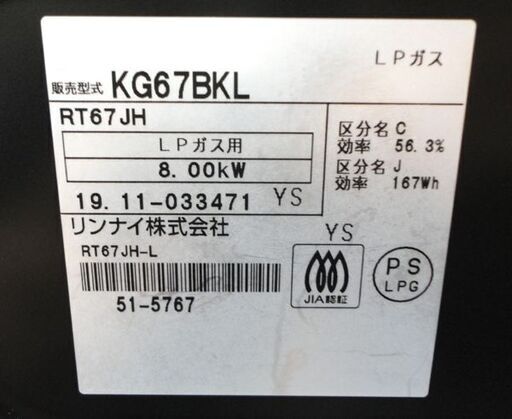 LPガス
販売型式 KG67BKL
RT67JH
LPガス用
8.00kW
区分名 C
効率 56.3%
区分名 J
効率 167Wh
19.11-033471 YS
リンナイ株式会社
YS
RT67JH-L
51-5767
JIA認証
PS
LPG